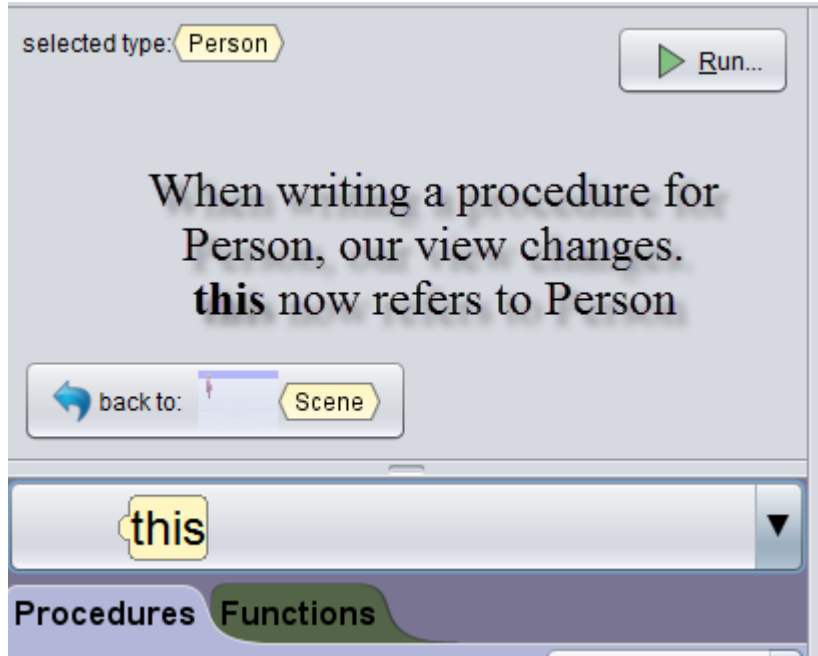 selected type: Person
Run...
When writing a procedure for
Person, our view changes.
this now refers to Person
back to: Scene
this
Procedures Functions